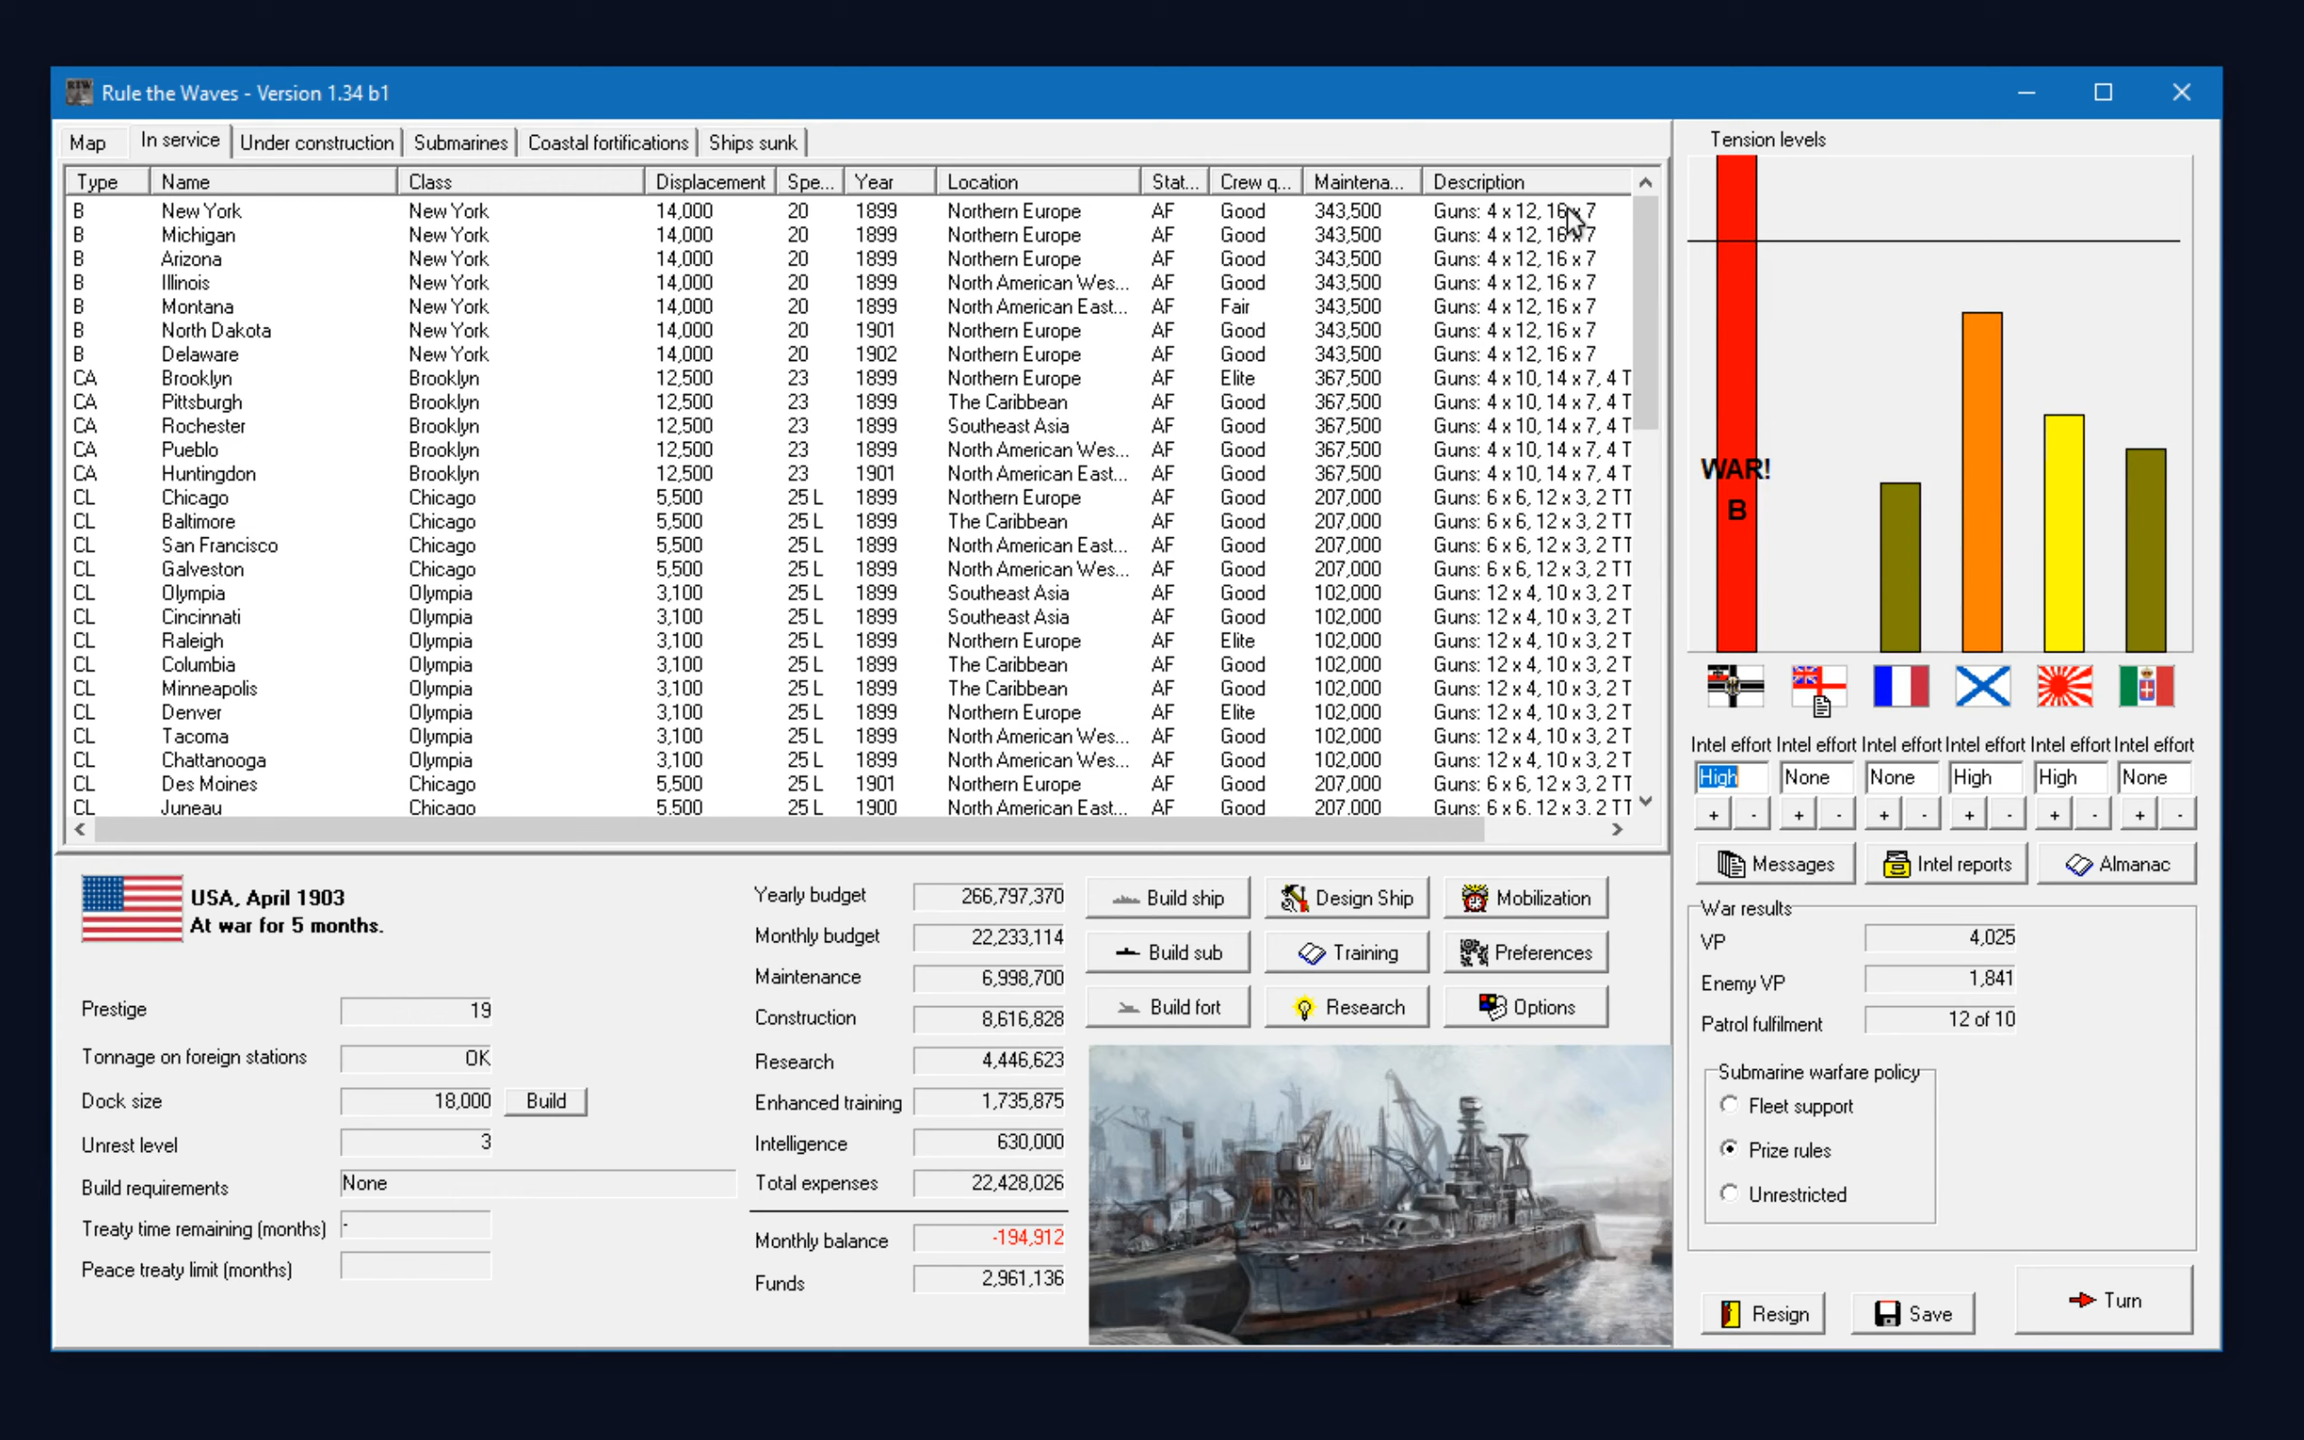 Rule the Waves - Version 1.34 b1
Map In service Under construction Submarines Coastal fortifications Ships sunk
Type Name Class Displacement Spe... Year Location Stat... Crew q... Maintena... Description
B New York New York 14,000 20 1899 Northern Europe AF Good 343,500 Guns: 4 x 12, 16 x 7
B Michigan New York 14,000 20 1899 Northern Europe AF Good 343,500 Guns: 4 x 12, 16 x 7
B Arizona New York 14,000 20 1899 Northern Europe AF Good 343,500 Guns: 4 x 12, 16 x 7
B Illinois New York 14,000 20 1899 North American Wes... AF Good 343,500 Guns: 4 x 12, 16 x 7
B Montana New York 14,000 20 1899 North American East... AF Fair 343,500 Guns: 4 x 12, 16 x 7
B North Dakota New York 14,000 20 1901 Northern Europe AF Good 343,500 Guns: 4 x 12, 16 x 7
B Delaware New York 14,000 20 1902 Northern Europe AF Good 343,500 Guns: 4 x 12, 16 x 7
CA Brooklyn Brooklyn 12,500 23 1899 Northern Europe AF Elite 367,500 Guns: 4 x 10, 14 x 7, 4 T
CA Pittsburgh Brooklyn 12,500 23 1899 The Caribbean AF Good 367,500 Guns: 4 x 10, 14 x 7, 4 T
CA Rochester Brooklyn 12,500 23 1899 Southeast Asia AF Good 367,500 Guns: 4 x 10, 14 x 7, 4 T
CA Pueblo Brooklyn 12,500 23 1899 North American Wes... AF Good 367,500 Guns: 4 x 10, 14 x 7, 4 T
CA Huntingdon Brooklyn 12,500 23 1901 North American East... AF Good 367,500 Guns: 4 x 10, 14 x 7, 4 T
CL Chicago Chicago 5,500 25 L 1899 Northern Europe AF Good 207,000 Guns: 6 x 6, 12 x 3, 2 TT
CL Baltimore Chicago 5,500 25 L 1899 The Caribbean AF Good 207,000 Guns: 6 x 6, 12 x 3, 2 TT
CL San Francisco Chicago 5,500 25 L 1899 North American East... AF Good 207,000 Guns: 6 x 6, 12 x 3, 2 TT
CL Galveston Chicago 5,500 25 L 1899 North American Wes... AF Good 207,000 Guns: 6 x 6, 12 x 3, 2 TT
CL Olympia Olympia 3,100 25 L 1899 Southeast Asia AF Good 102,000 Guns: 12 x 4, 10 x 3, 2 T
CL Cincinnati Olympia 3,100 25 L 1899 Southeast Asia AF Good 102,000 Guns: 12 x 4, 10 x 3, 2 T
CL Raleigh Olympia 3,100 25 L 1899 Northern Europe AF Elite 102,000 Guns: 12 x 4, 10 x 3, 2 T
CL Columbia Olympia 3,100 25 L 1899 The Caribbean AF Good 102,000 Guns: 12 x 4, 10 x 3, 2 T
CL Minneapolis Olympia 3,100 25 L 1899 The Caribbean AF Good 102,000 Guns: 12 x 4, 10 x 3, 2 T
CL Denver Olympia 3,100 25 L 1899 Northern Europe AF Elite 102,000 Guns: 12 x 4, 10 x 3, 2 T
CL Tacoma Olympia 3,100 25 L 1899 North American Wes... AF Good 102,000 Guns: 12 x 4, 10 x 3, 2 T
CL Chattanooga Olympia 3,100 25 L 1899 North American Wes... AF Good 102,000 Guns: 12 x 4, 10 x 3, 2 T
CL Des Moines Chicago 5,500 25 L 1901 Northern Europe AF Good 207,000 Guns: 6 x 6, 12 x 3, 2 TT
CL Juneau Chicago 5,500 25 L 1900 North American East... AF Good 207,000 Guns: 6 x 6, 12 x 3, 2 TT
USA, April 1903
At war for 5 months.
Prestige 19
Tonnage on foreign stations OK
Dock size 18,000 Build
Unrest level 3
Build requirements None
Treaty time remaining (months) -
Peace treaty limit (months)
Yearly budget 266,797,370
Monthly budget 22,233,114
Maintenance 6,998,700
Construction 8,616,828
Research 4,446,623
Enhanced training 1,735,875
Intelligence 630,000
Total expenses 22,428,026
Monthly balance -194,912
Funds 2,961,136
Build ship Design Ship Mobilization
Build sub Training Preferences
Build fort Research Options
Tension levels
WAR!
B
Intel effort Intel effort Intel effort Intel effort Intel effort Intel effort
High None None High High None
+ - + - + - + - + - + -
Messages Intel reports Almanac
War results
VP 4,025
Enemy VP 1,841
Patrol fulfilment 12 of 10
Submarine warfare policy
Fleet support
Prize rules
Unrestricted
Resign Save Turn